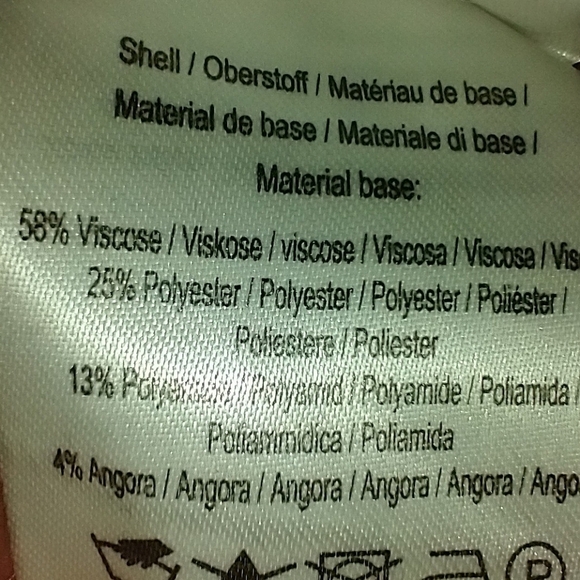 Shell / Oberstoff / Matériau de base /
Material de base / Materiale di base /
Material base:
58% Viscose / Viskose / viscose / Viscosa / Viscosa / Vis
25% Polyester / Polyester / Polyester / Poliéster /
Poliestere / Poliester
13% Polyamid / Polyamide / Poliamida /
Poliammidica / Poliamida
4% Angora / Angora / Angora / Angora / Angora / Ango
P